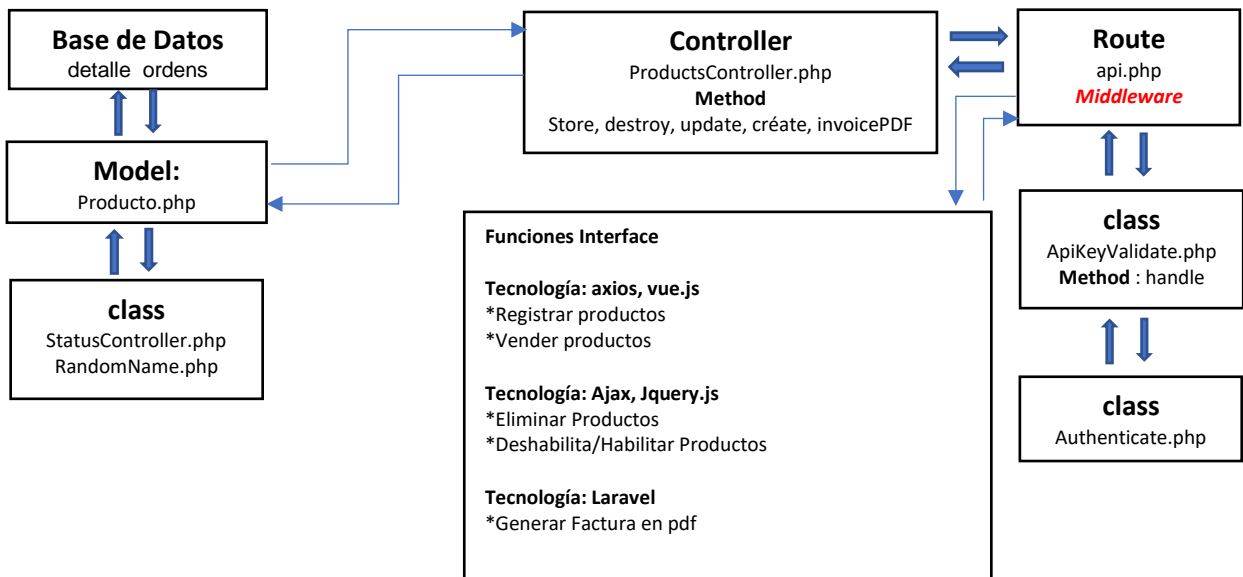 Base de Datos
detalle ordens
Model:
Producto.php
class
StatusController.php
RandomName.php
Controller
ProductsController.php
Method
Store, destroy, update, créate, invoicePDF
Route
api.php
Middleware
class
ApiKeyValidate.php
Method : handle
class
Authenticate.php
Funciones Interface
Tecnología: axios, vue.js
*Registrar productos
*Vender productos
Tecnología: Ajax, Jquery.js
*Eliminar Productos
*Deshabilita/Habilitar Productos
Tecnología: Laravel
*Generar Factura en pdf